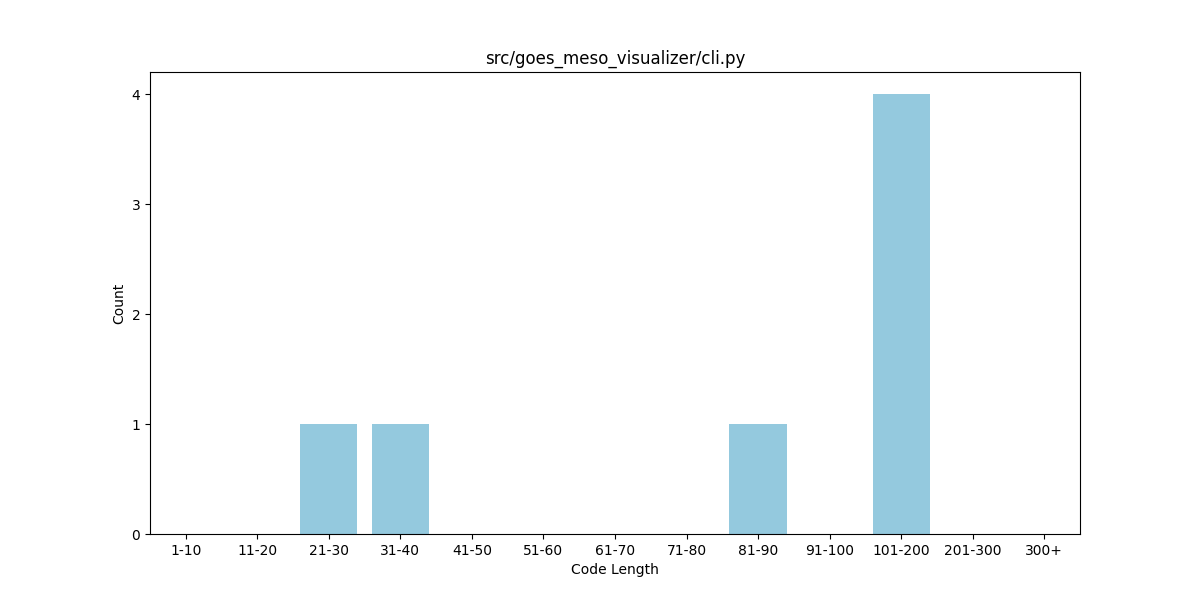 src/goes_meso_visualizer/cli.py
4
3
2
1
0
Count
1-10 11-20 21-30 31-40 41-50 51-60 61-70 71-80 81-90 91-100 101-200 201-300 300+
Code Length